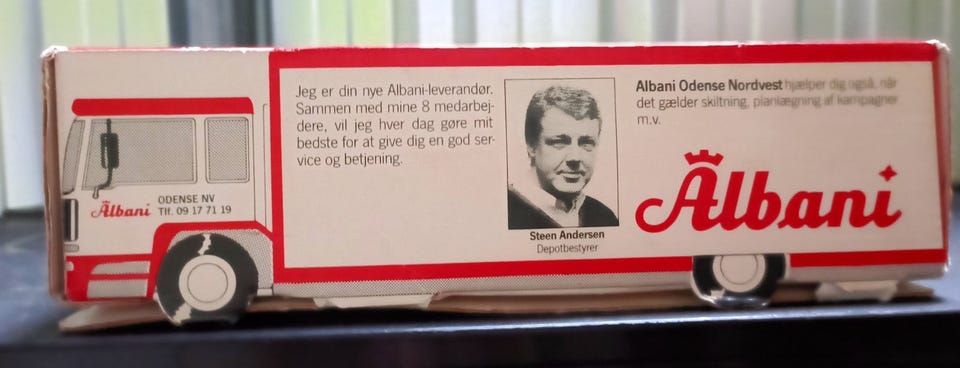 Jeg er din nye Albani-leverandør.
Sammen med mine 8 medarbej-
dere, vil jeg hver dag gøre mit
bedste for at give dig en god ser-
vice og betjening.
Steen Andersen
Depotbestyrer
Albani Odense Nordvest hjælper dig også, når
det gælder skiltning, planlægning af kampagner
m.v.
Albani
Albani
ODENSE NV
Tlf. 09 17 71 19